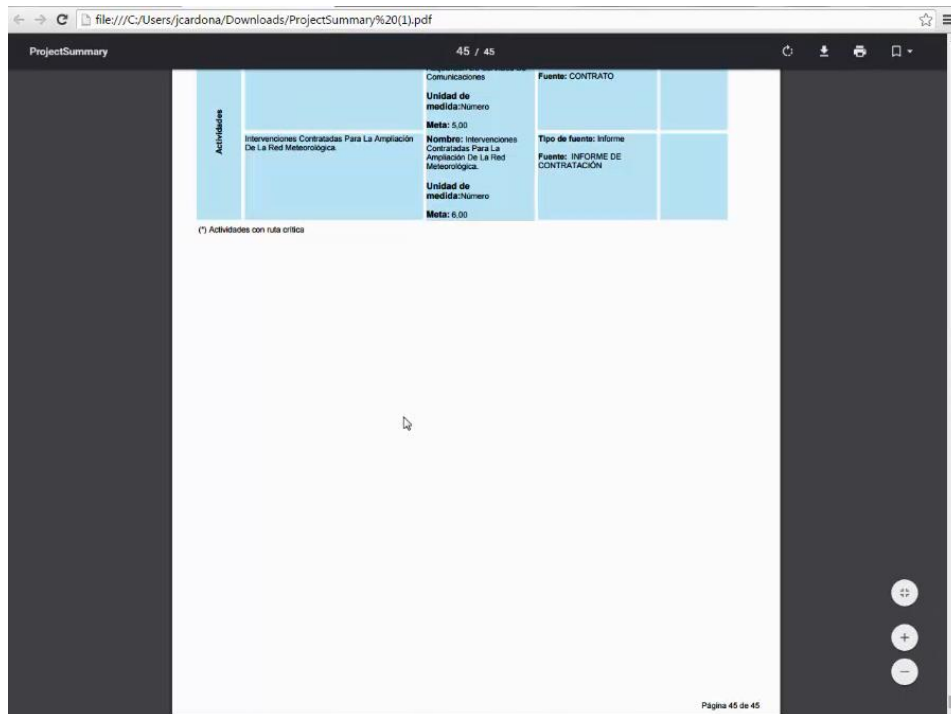 file:///C:/Users/jcardona/Downloads/ProjectSummary%20(1).pdf
ProjectSummary
45 / 45
Actividades
Comunicaciones
Unidad de
medida:Número
Meta: 5,00
Fuente: CONTRATO
Intervenciones Contratadas Para La Ampliación
De La Red Meteorológica.
Nombre: Intervenciones
Contratadas Para La
Ampliación De La Red
Meteorológica.
Unidad de
medida:Número
Meta: 6,00
Tipo de fuente: Informe
Fuente: INFORME DE
CONTRATACIÓN
(*) Actividades con ruta crítica
Página 45 de 45